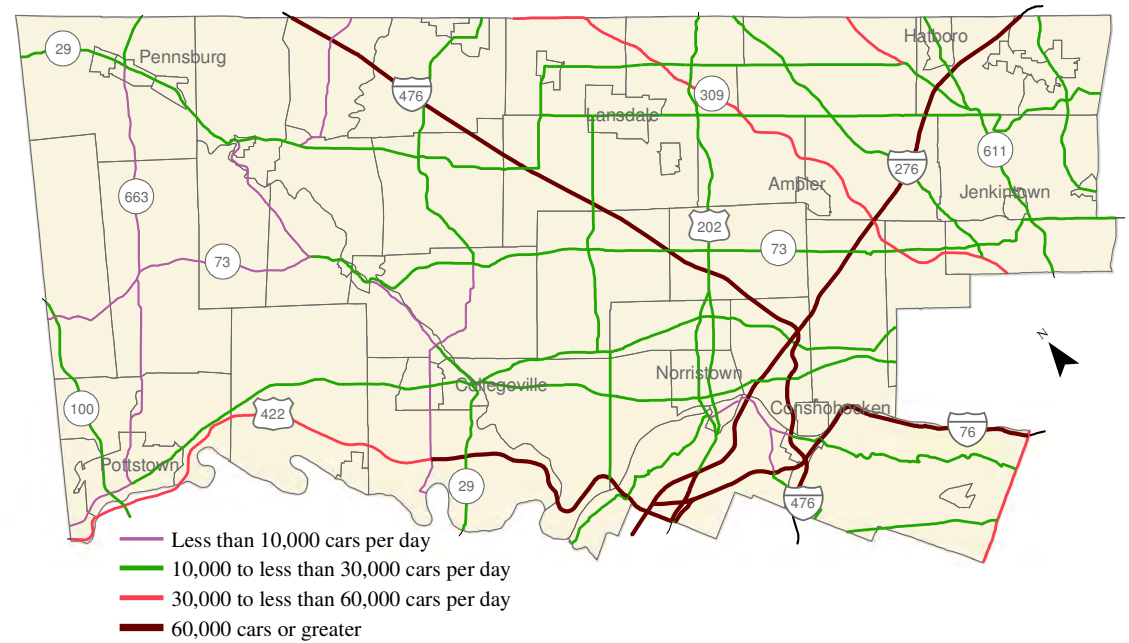 Hatboro
29
Pennsburg
476
309
Lansdale
611
276
Ambler
Jenkintown
663
202
73
73
N
Norristown
Collegeville
100
422
Conshohocken
76
Pottstown
29
476
Less than 10,000 cars per day
10,000 to less than 30,000 cars per day
30,000 to less than 60,000 cars per day
60,000 cars or greater